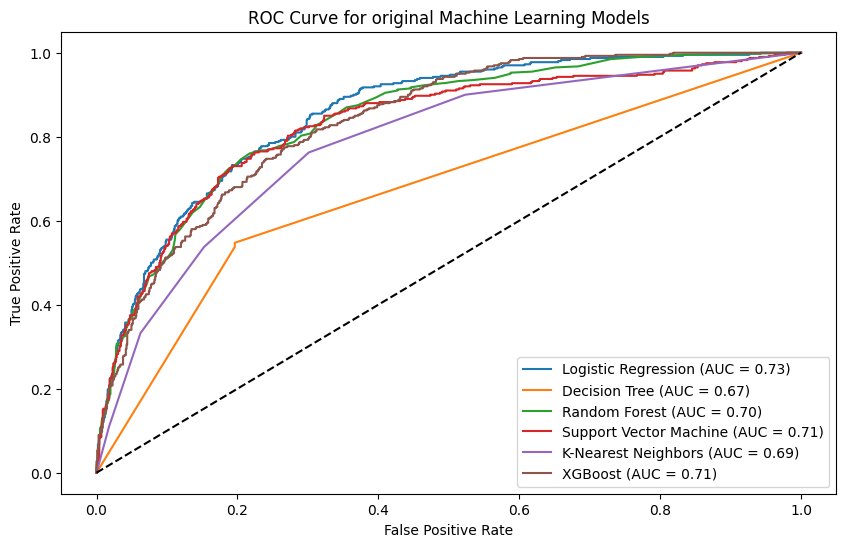 ROC Curve for original Machine Learning Models
True Positive Rate
1.0
0.8
0.6
0.4
0.2
0.0
Logistic Regression (AUC = 0.73)
Decision Tree (AUC = 0.67)
Random Forest (AUC = 0.70)
Support Vector Machine (AUC = 0.71)
K-Nearest Neighbors (AUC = 0.69)
XGBoost (AUC = 0.71)
0.0 0.2 0.4 0.6 0.8 1.0
False Positive Rate